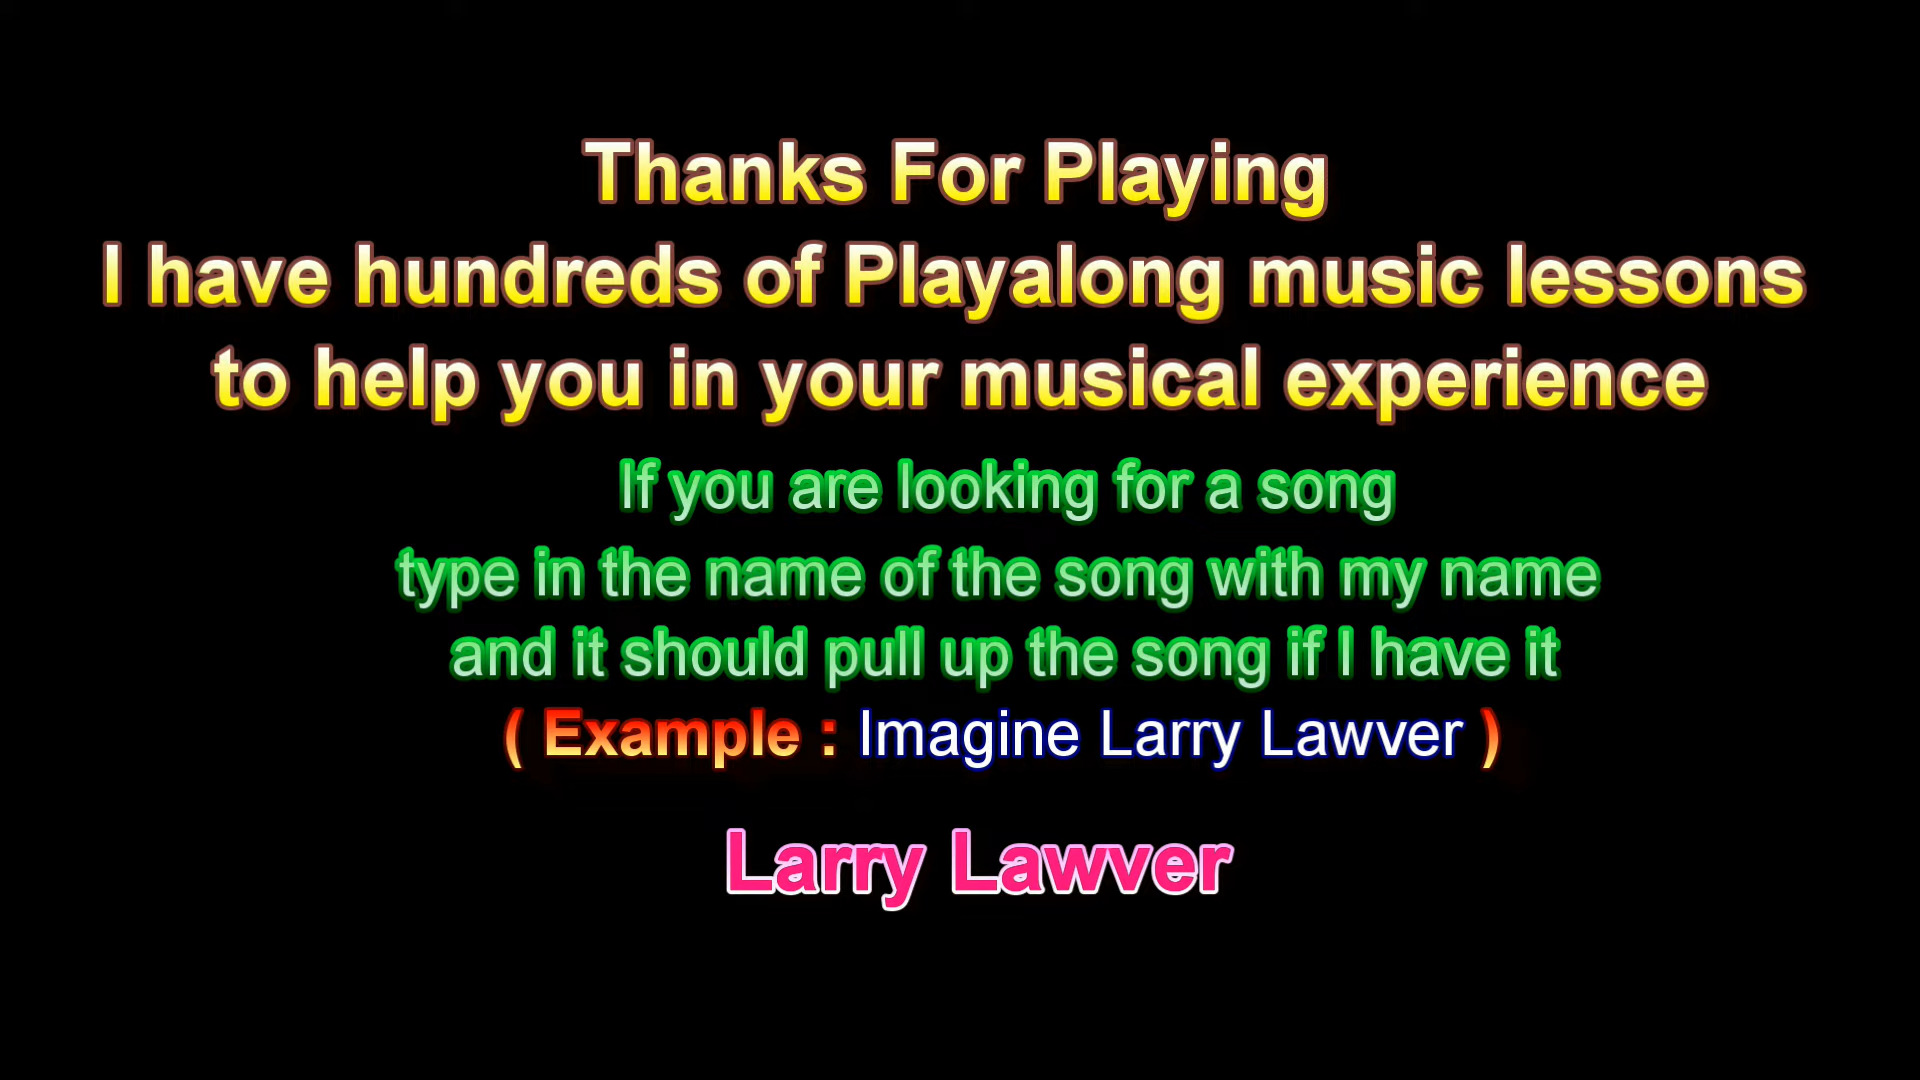 Thanks For Playing
I have hundreds of Playalong music lessons
to help you in your musical experience
If you are looking for a song
type in the name of the song with my name
and it should pull up the song if I have it
( Example : Imagine Larry Lawver )
Larry Lawver